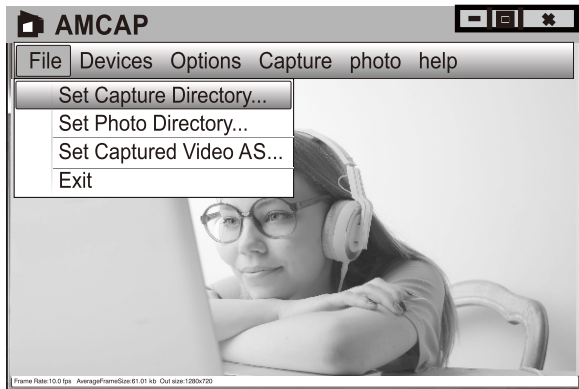 AMCAP
File Devices Options Capture photo help
Set Capture Directory...
Set Photo Directory...
Set Captured Video AS...
Exit
Frame Rate:10.0 fps AverageFrameSize:61.01 kb Out size:1280x720